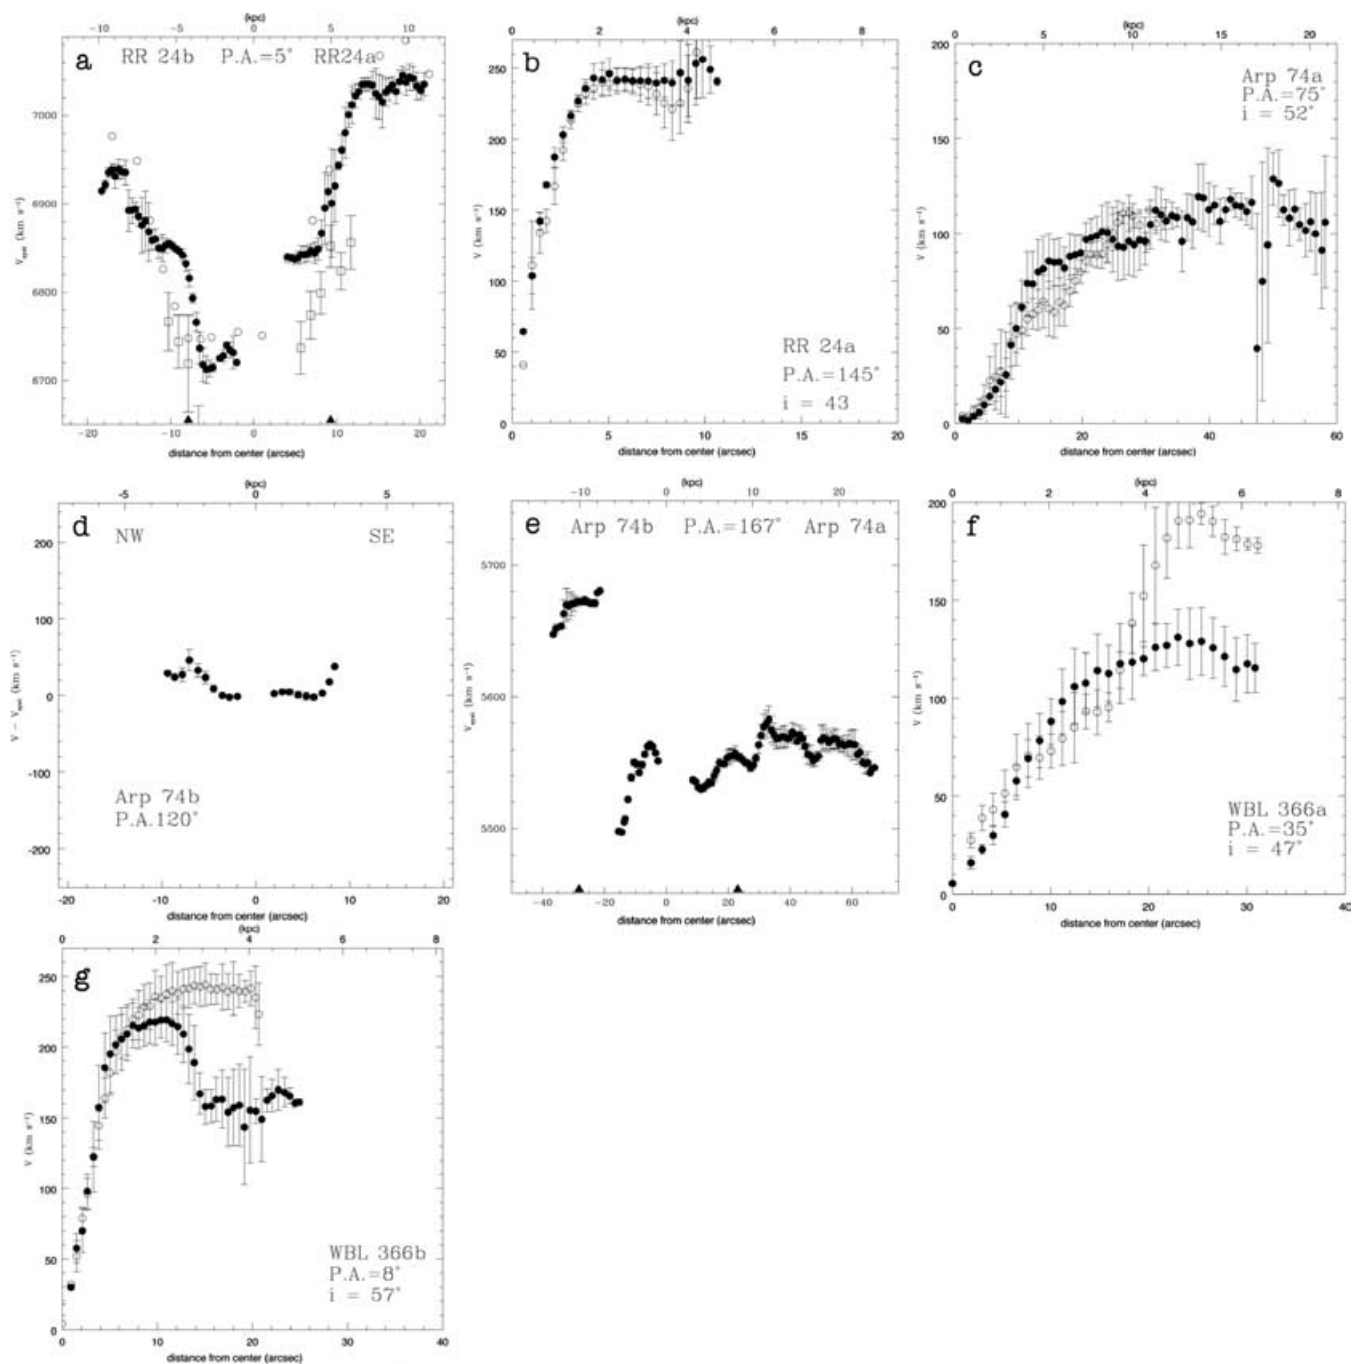 (kpc)
−10 −5 0 5 10
a
RR 24b P.A.=5° RR24a
7000
6900
6800
6700
V_syst (km s⁻¹)
−20 −10 0 10 20
distance from center (arcsec)
(kpc)
0 2 4 6 8
b
250
200
150
100
50
0
V (km s⁻¹)
RR 24a
P.A.=145°
i = 43
0 5 10 15 20
distance from center (arcsec)
(kpc)
0 5 10 15
c
Arp 74a
P.A.=75°
i = 52°
200
150
100
50
0
V (km s⁻¹)
0 20 40 60
distance from center (arcsec)
(kpc)
-5 0 5
d
NW SE
200
100
0
-100
-200
V − V_syst (km s⁻¹)
Arp 74b
P.A.120°
-20 -10 0 10 20
distance from center (arcsec)
(kpc)
−10 0 10 20
e
Arp 74b P.A.=167° Arp 74a
5700
5600
5500
V_syst (km s⁻¹)
−40 −20 0 20 40 60
distance from center (arcsec)
(kpc)
0 2 4 6 8
f
200
150
100
50
0
V (km s⁻¹)
WBL 366a
P.A.=35°
i = 47°
0 10 20 30 40
distance from center (arcsec)
(kpc)
0 2 4 6 8
g
250
200
150
100
50
0
V (km s⁻¹)
WBL 366b
P.A.=8°
i = 57°
0 10 20 30 40
distance from center (arcsec)